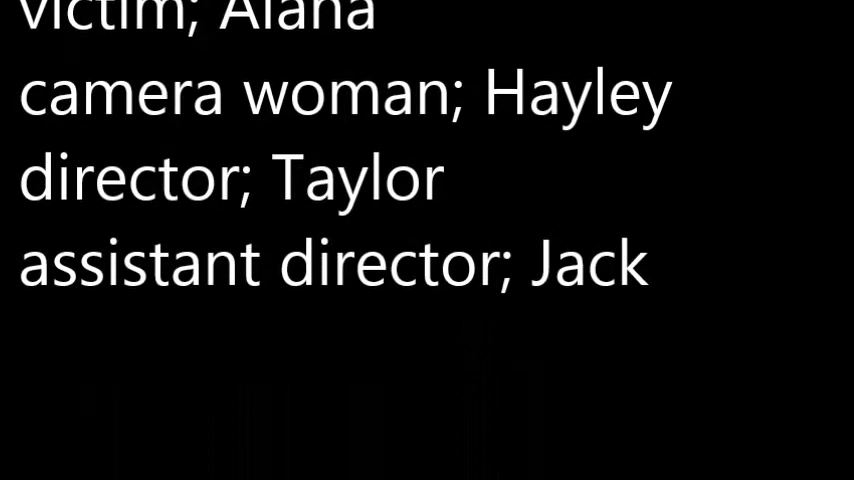 victim; Alana
camera woman; Hayley
director; Taylor
assistant director; Jack